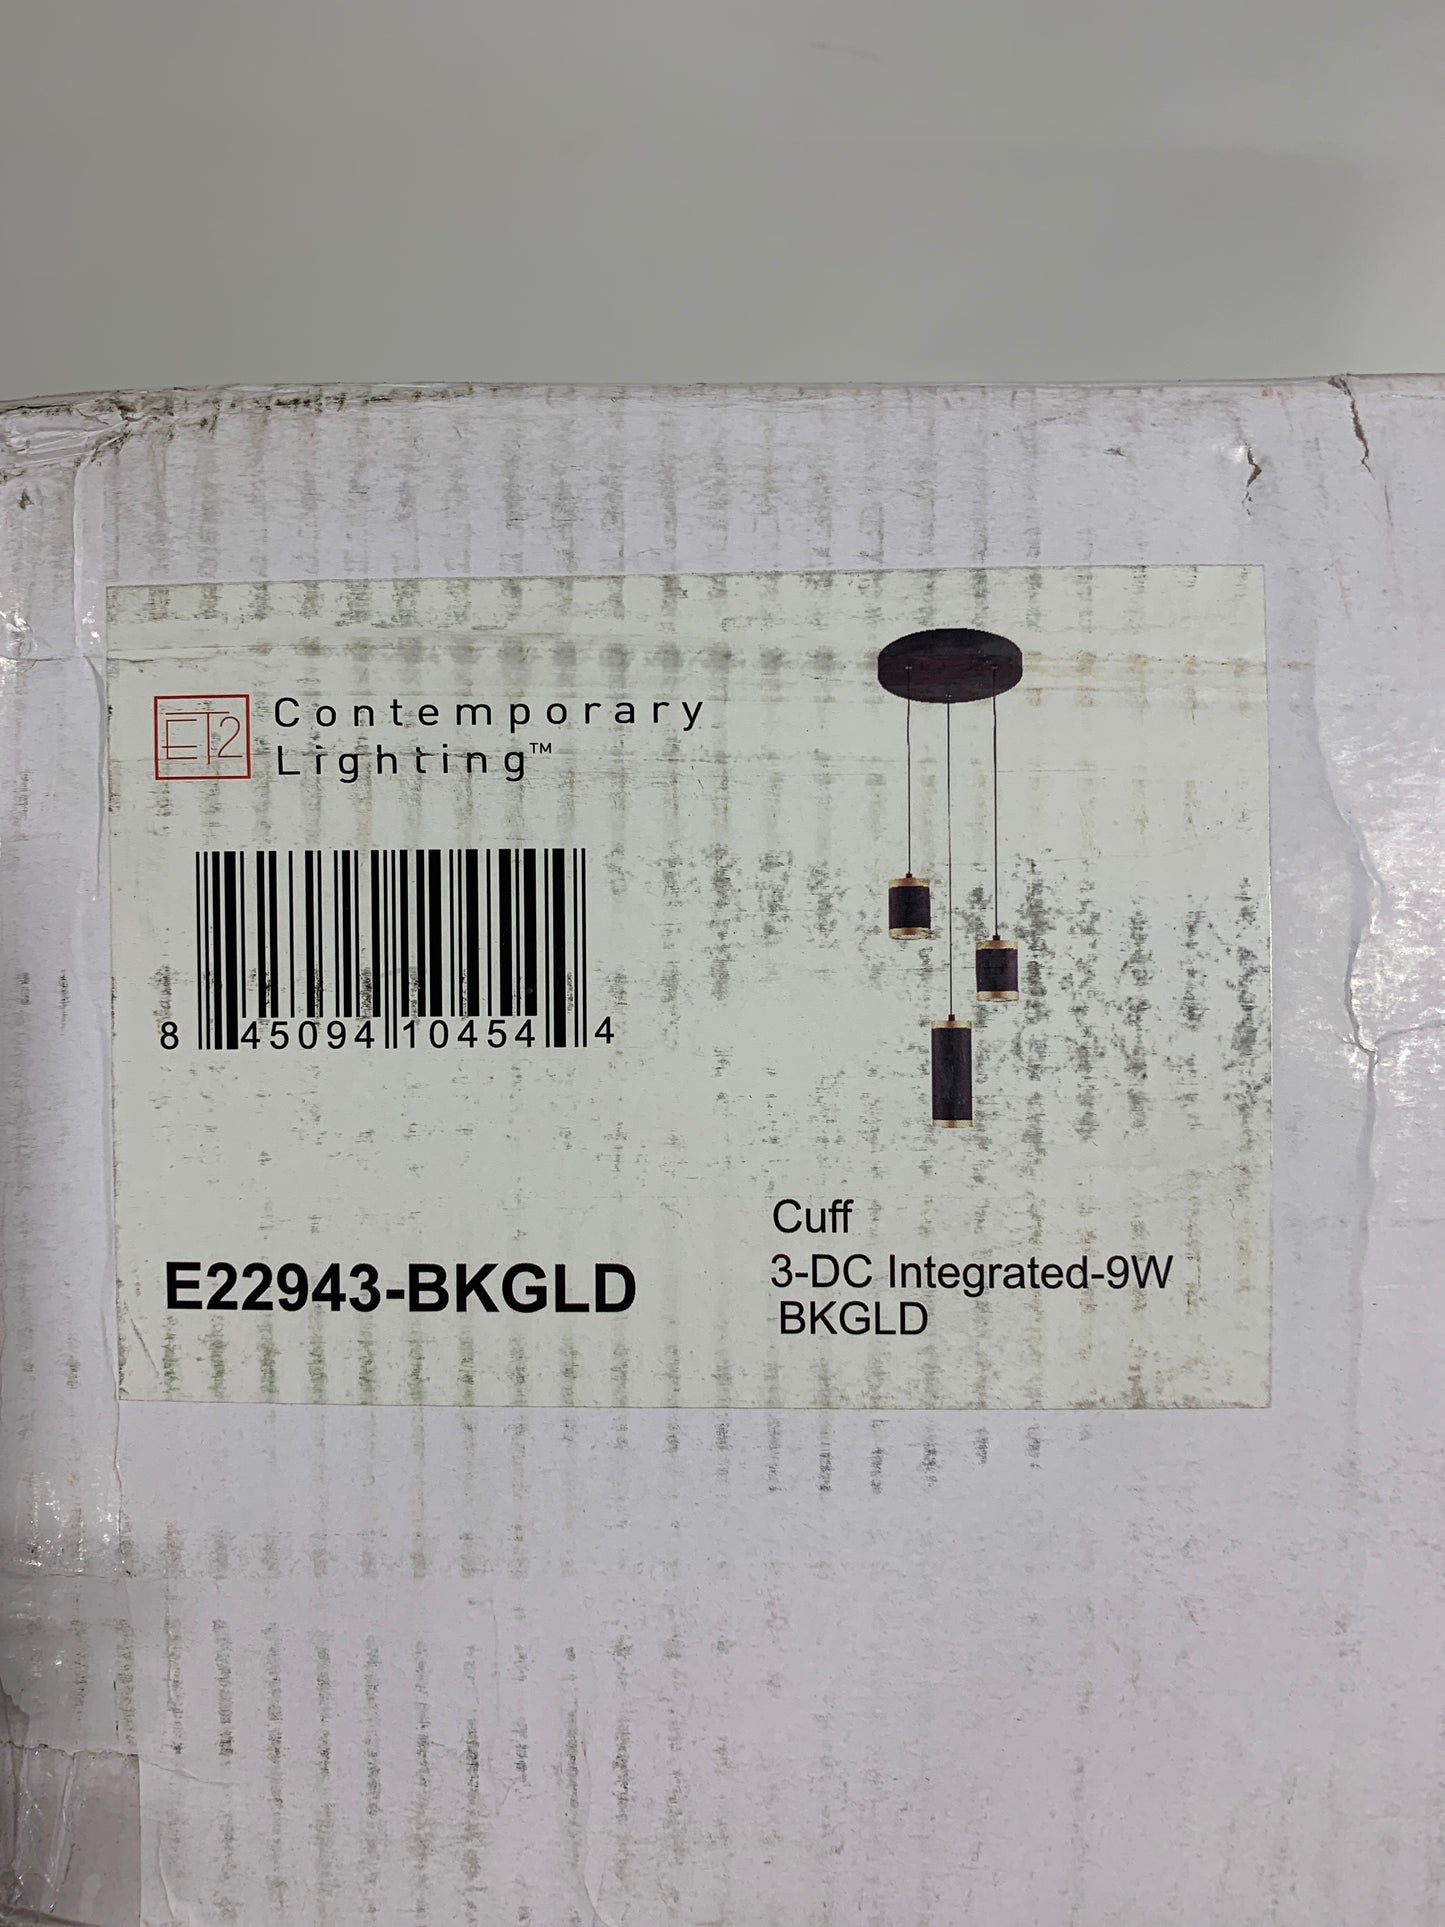 ET2
Contemporary
Lighting™
8 45094 10454 4
E22943-BKGLD
Cuff
3-DC Integrated-9W
BKGLD